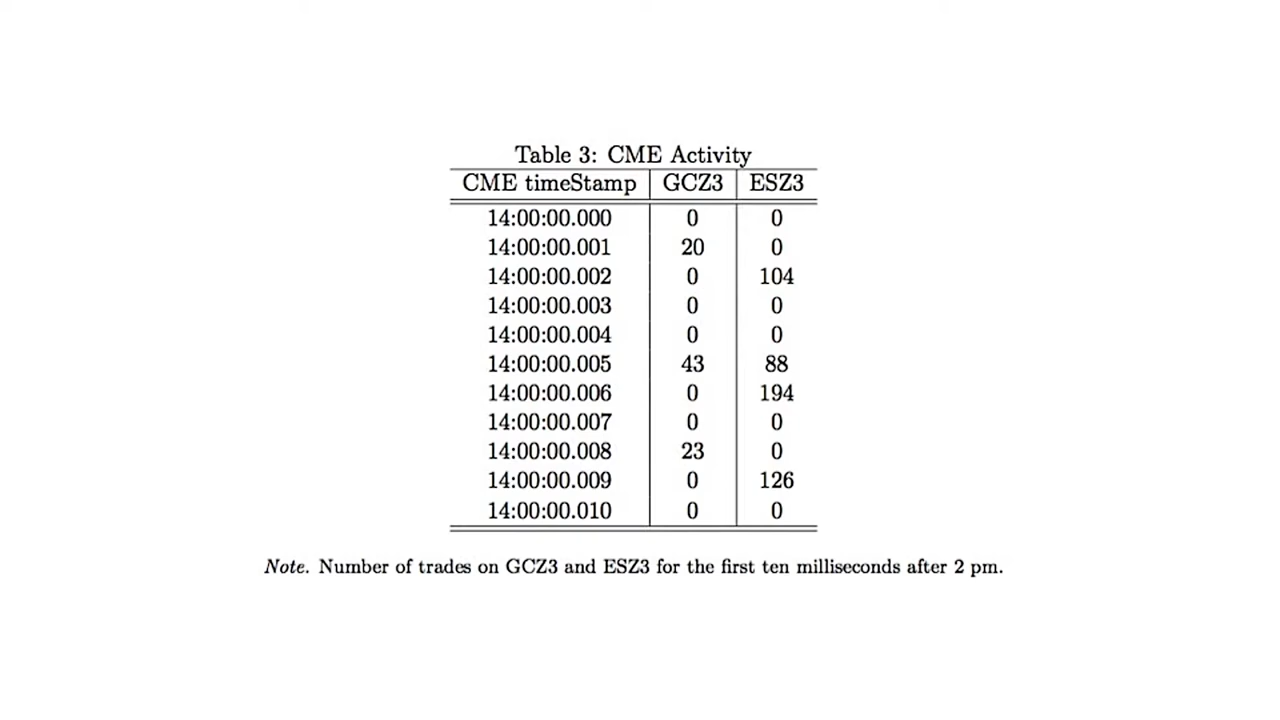 Table 3: CME Activity
CME timeStamp GCZ3 ESZ3
14:00:00.000 0 0
14:00:00.001 20 0
14:00:00.002 0 104
14:00:00.003 0 0
14:00:00.004 0 0
14:00:00.005 43 88
14:00:00.006 0 194
14:00:00.007 0 0
14:00:00.008 23 0
14:00:00.009 0 126
14:00:00.010 0 0
Note. Number of trades on GCZ3 and ESZ3 for the first ten milliseconds after 2 pm.